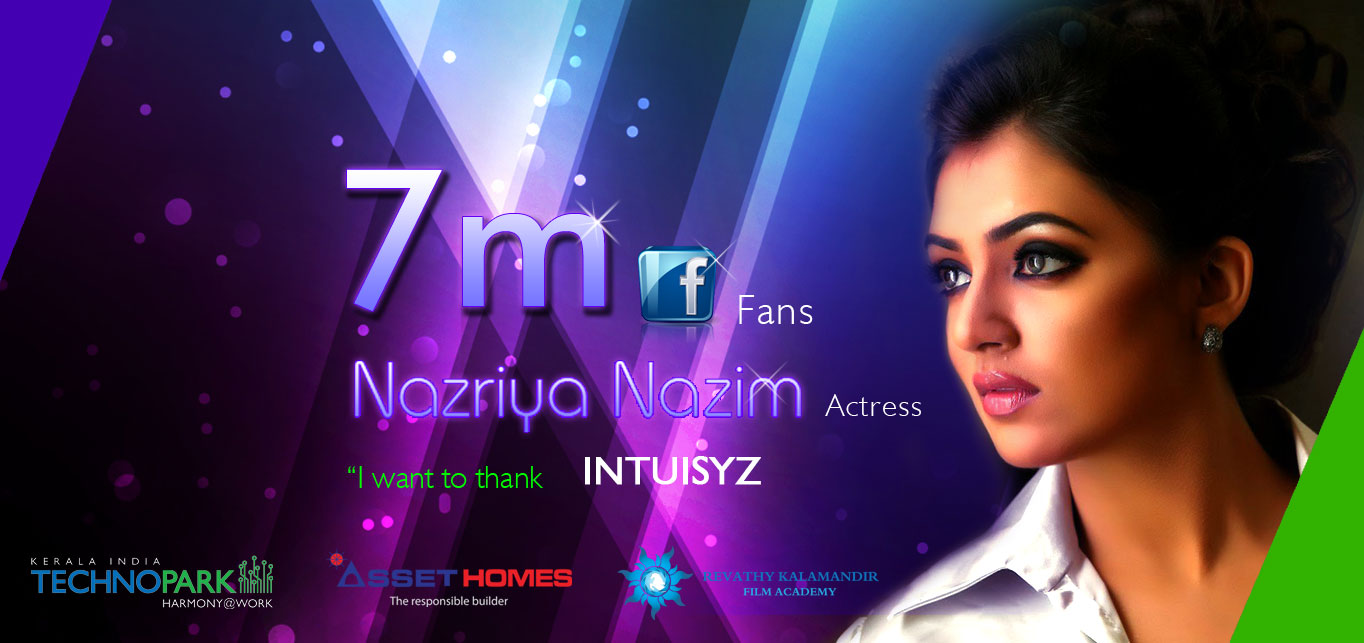 7m
f Fans
Nazriya Nazim Actress
“I want to thank INTUISYZ
KERALA INDIA
TECHNOPARK
HARMONY@WORK
ASSET HOMES
The responsible builder
REVATHY KALAMANDIR
FILM ACADEMY